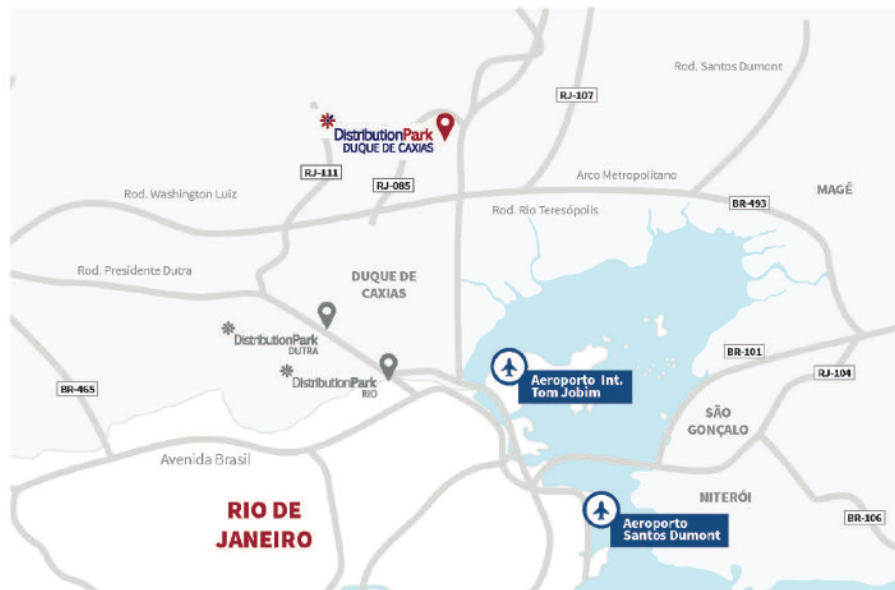 Rod. Santos Dumont
RJ-107
DistributionPark
DUQUE DE CAXIAS
RJ-111
RJ-085
Arco Metropolitano
Rod. Washington Luiz
MAGÉ
BR-493
Rod. Rio Teresópolis
Rod. Presidente Dutra
DUQUE DE
CAXIAS
DistributionPark
DUTRA
BR-101
DistributionPark
RIO
Aeroporto Int.
Tom Jobim
RJ-104
BR-465
SÃO
GONÇALO
Avenida Brasil
NITERÓI
RIO DE
JANEIRO
Aeroporto
Santos Dumont
BR-106